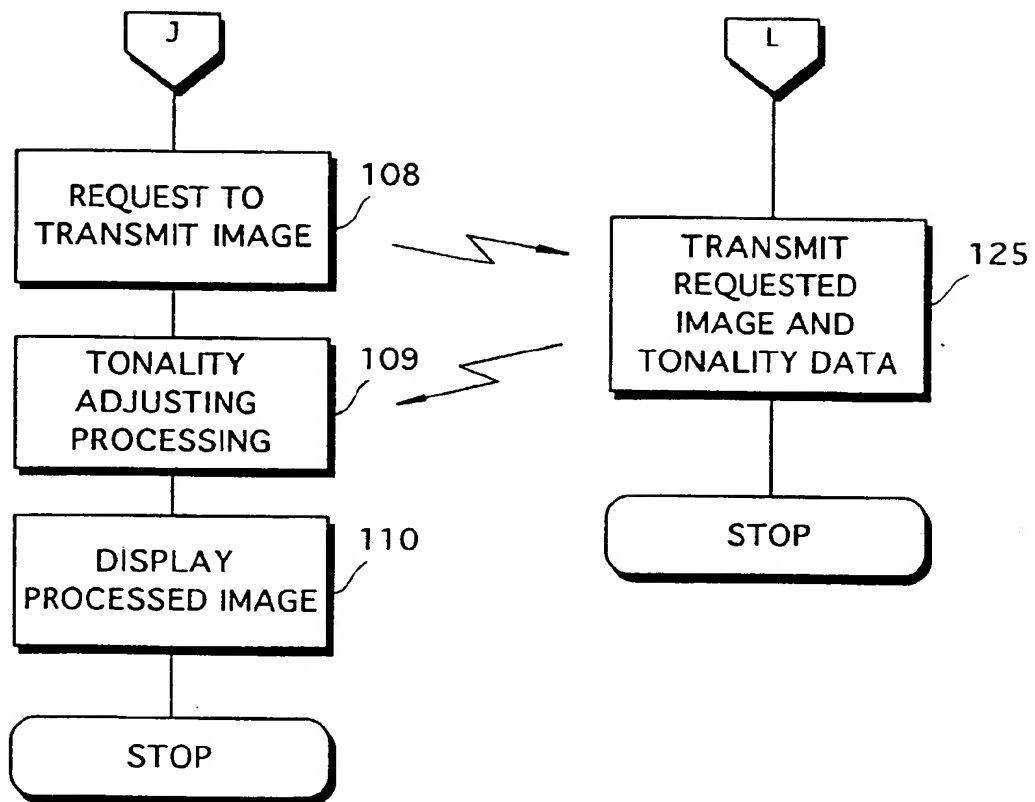 J
REQUEST TO
TRANSMIT IMAGE
108
TONALITY
ADJUSTING
PROCESSING
109
DISPLAY
PROCESSED IMAGE
110
STOP
L
TRANSMIT
REQUESTED
IMAGE AND
TONALITY DATA
125
STOP